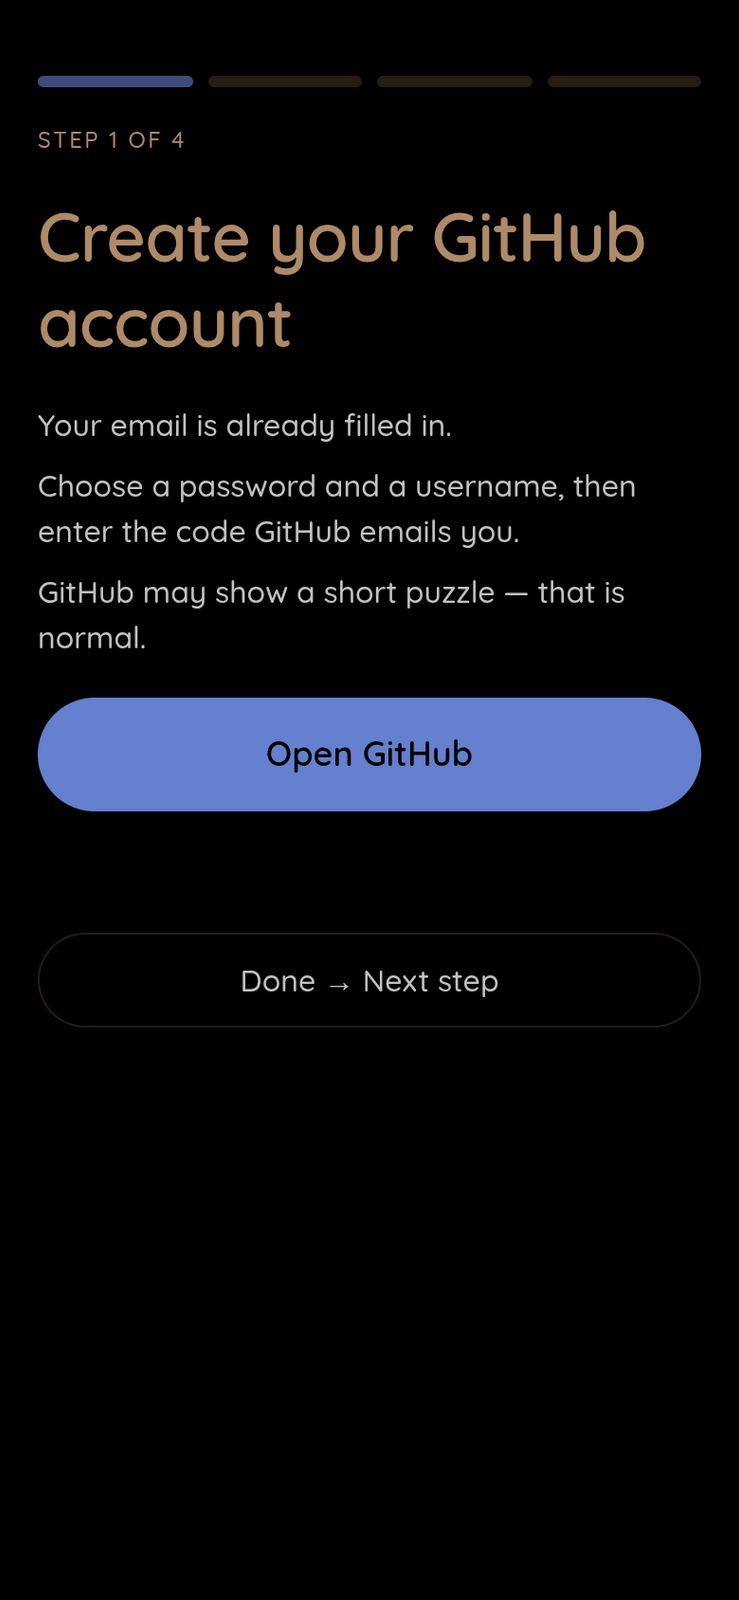 STEP 1 OF 4
Create your GitHub
account
Your email is already filled in.
Choose a password and a username, then
enter the code GitHub emails you.
GitHub may show a short puzzle — that is
normal.
Open GitHub
Done → Next step